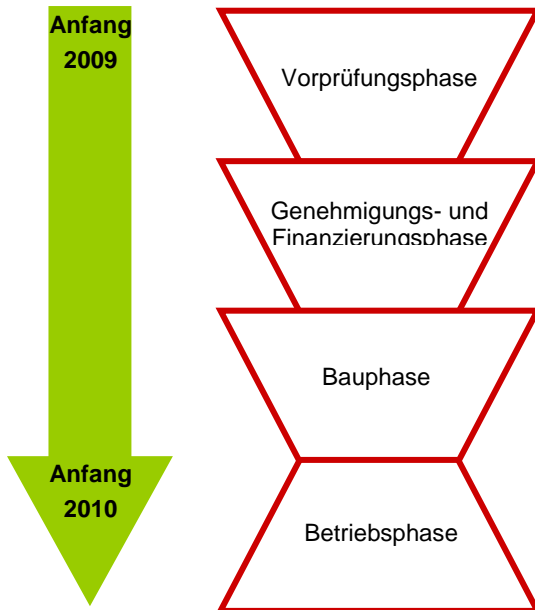 Anfang
2009
Vorprüfungsphase
Genehmigungs- und
Finanzierungsphase
Bauphase
Anfang
2010
Betriebsphase